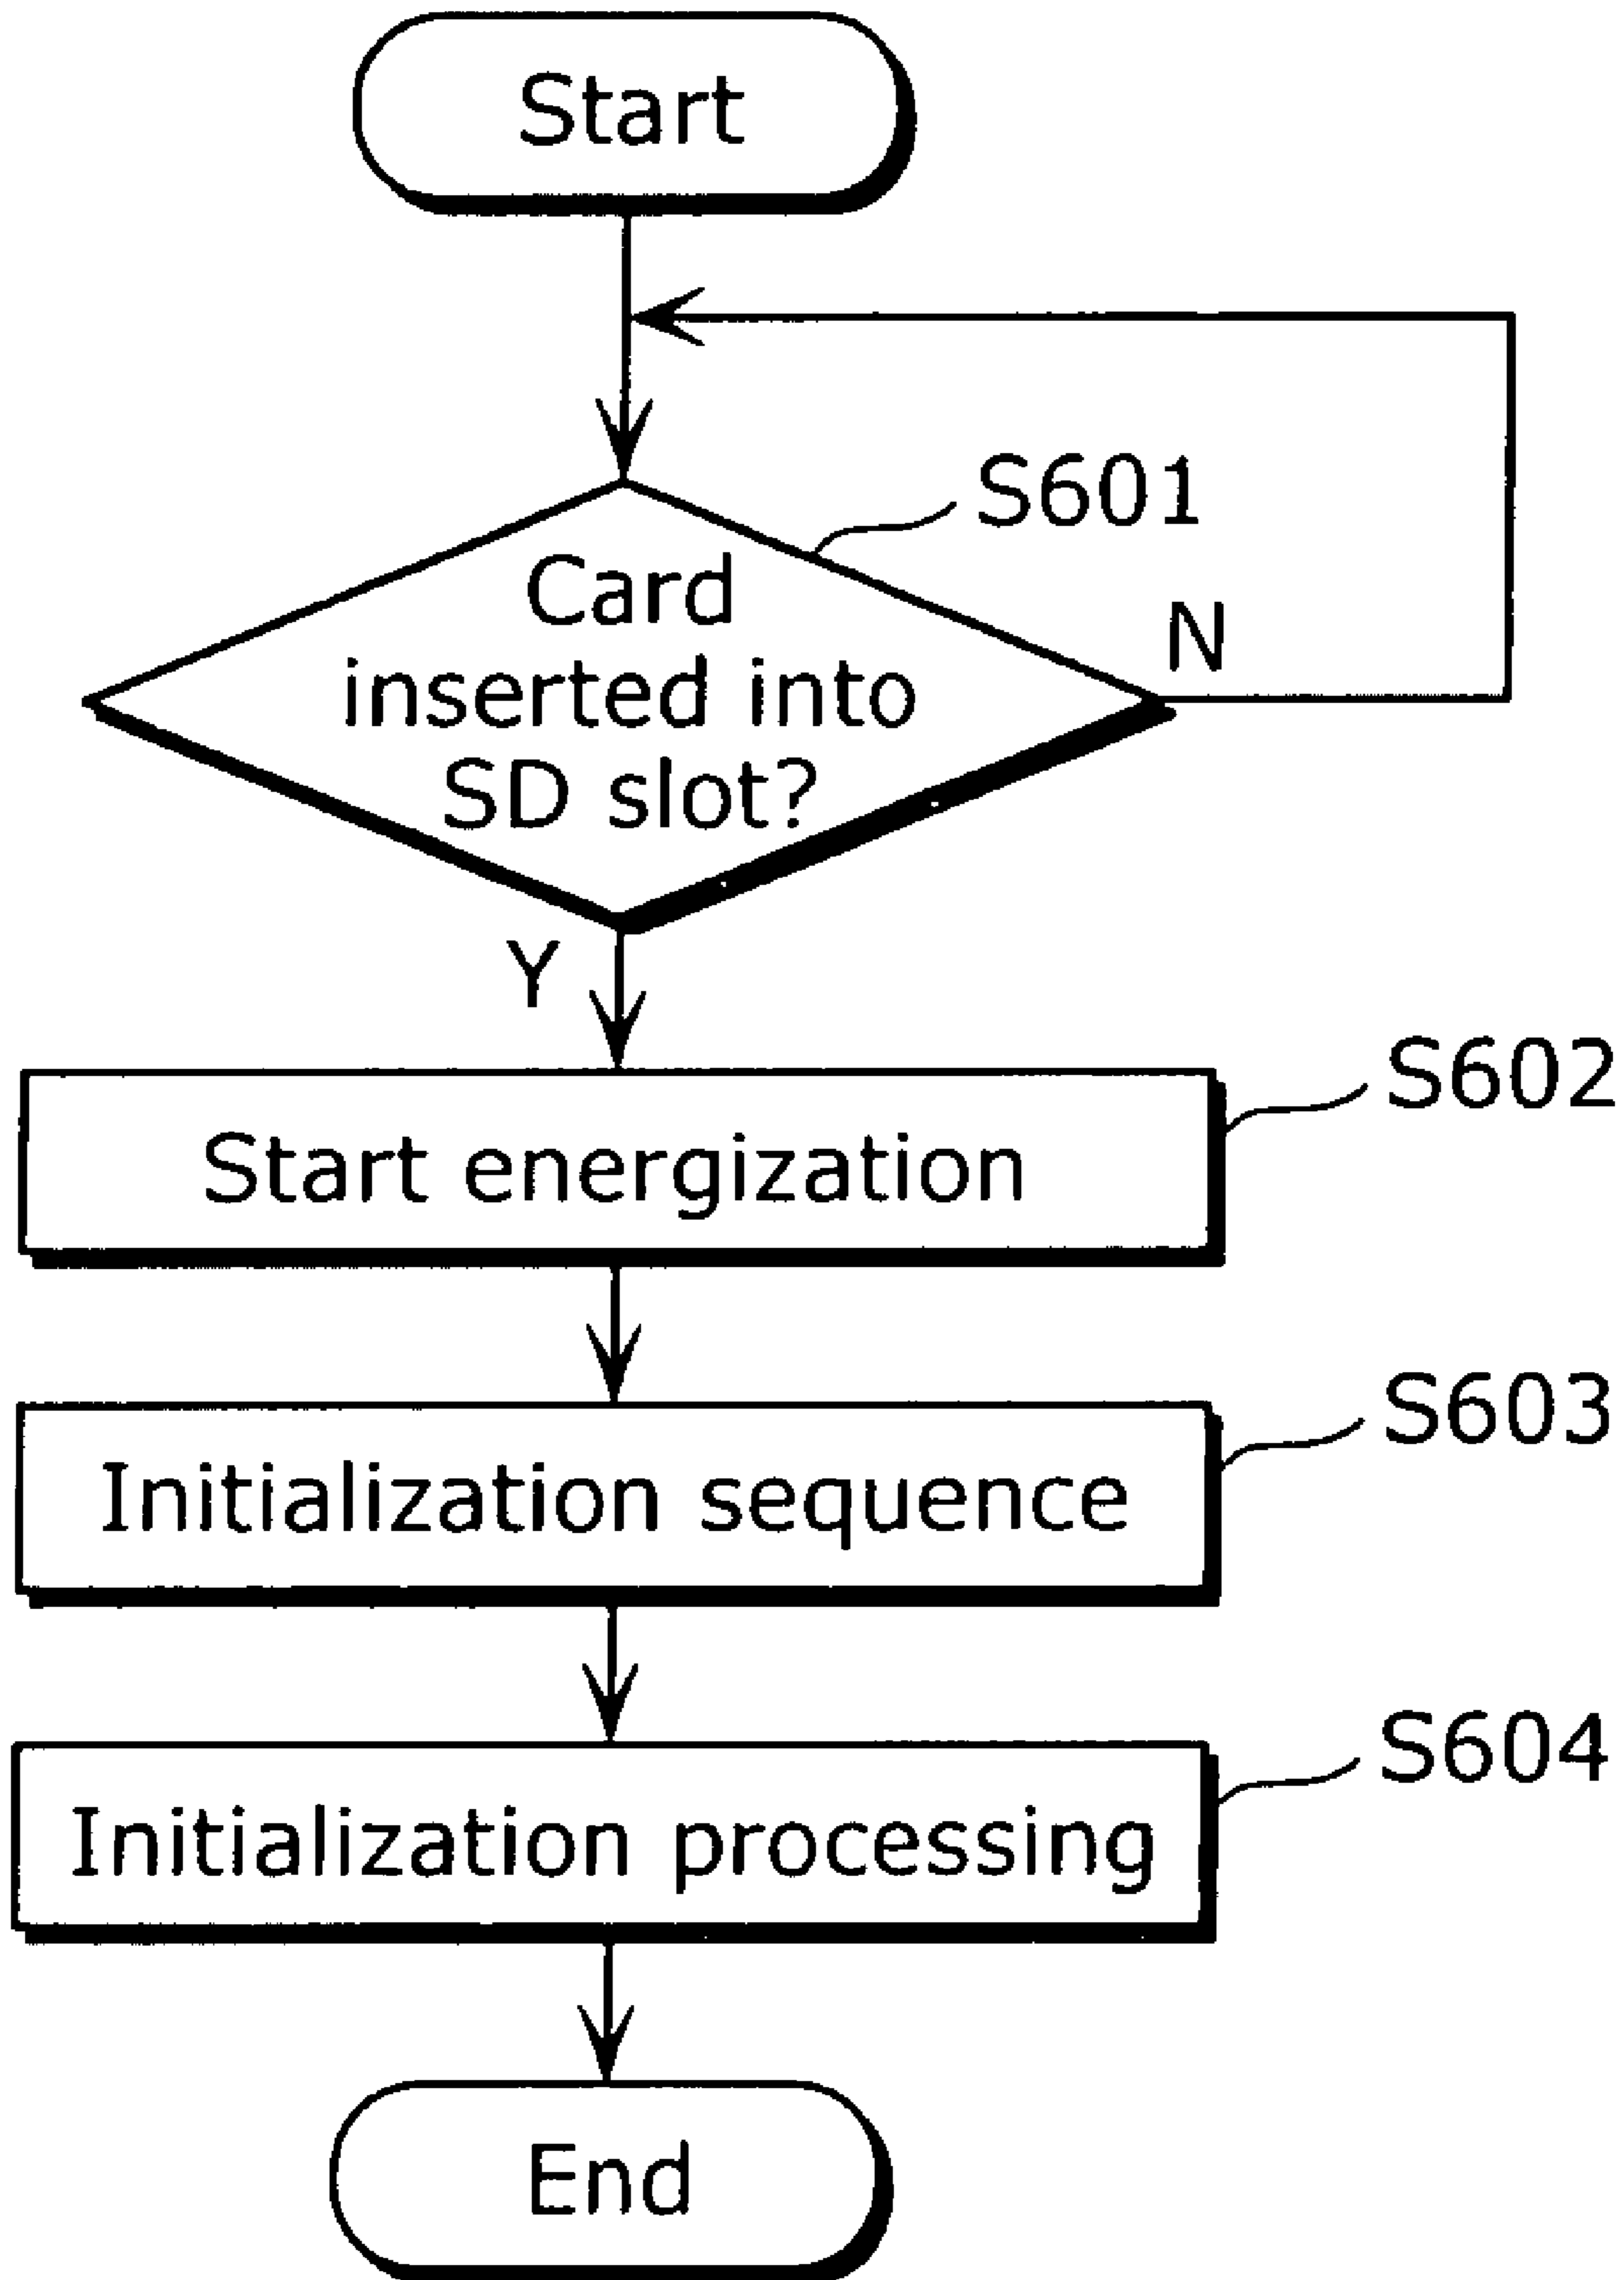 Start
S601
Card
inserted into
SD slot?
N
Y
S602
Start energization
S603
Initialization sequence
S604
Initialization processing
End